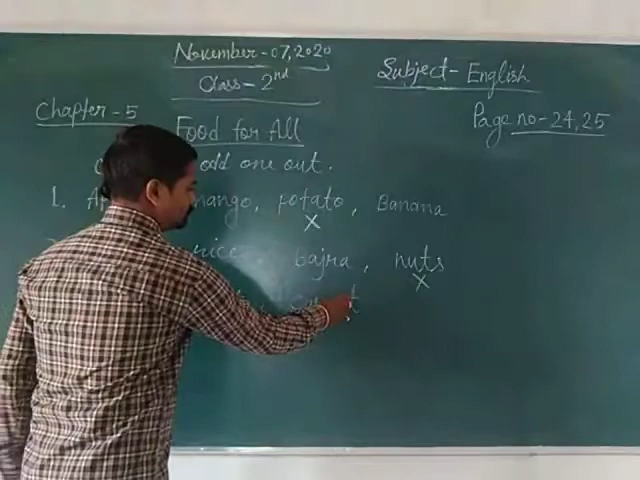 November-07,2020
Class-2nd
Subject-English
Chapter-5
Page no-24,25
Food for All
odd one out.
1. mango, potato, Banana
X
rice, bajra, nuts
X